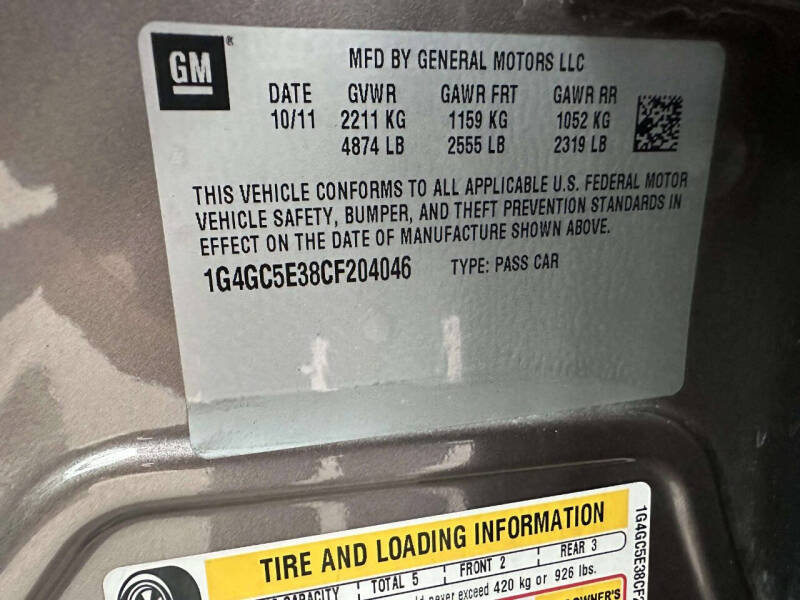 GM®
MFD BY GENERAL MOTORS LLC
DATE GVWR GAWR FRT GAWR RR
10/11 2211 KG 1159 KG 1052 KG
4874 LB 2555 LB 2319 LB
THIS VEHICLE CONFORMS TO ALL APPLICABLE U.S. FEDERAL MOTOR
VEHICLE SAFETY, BUMPER, AND THEFT PREVENTION STANDARDS IN
EFFECT ON THE DATE OF MANUFACTURE SHOWN ABOVE.
1G4GC5E38CF204046 TYPE: PASS CAR
TIRE AND LOADING INFORMATION
CAPACITY TOTAL 5 FRONT 2 REAR 3
never exceed 420 kg or 926 lbs.
OWNER'S
1G4GC5E38CF2